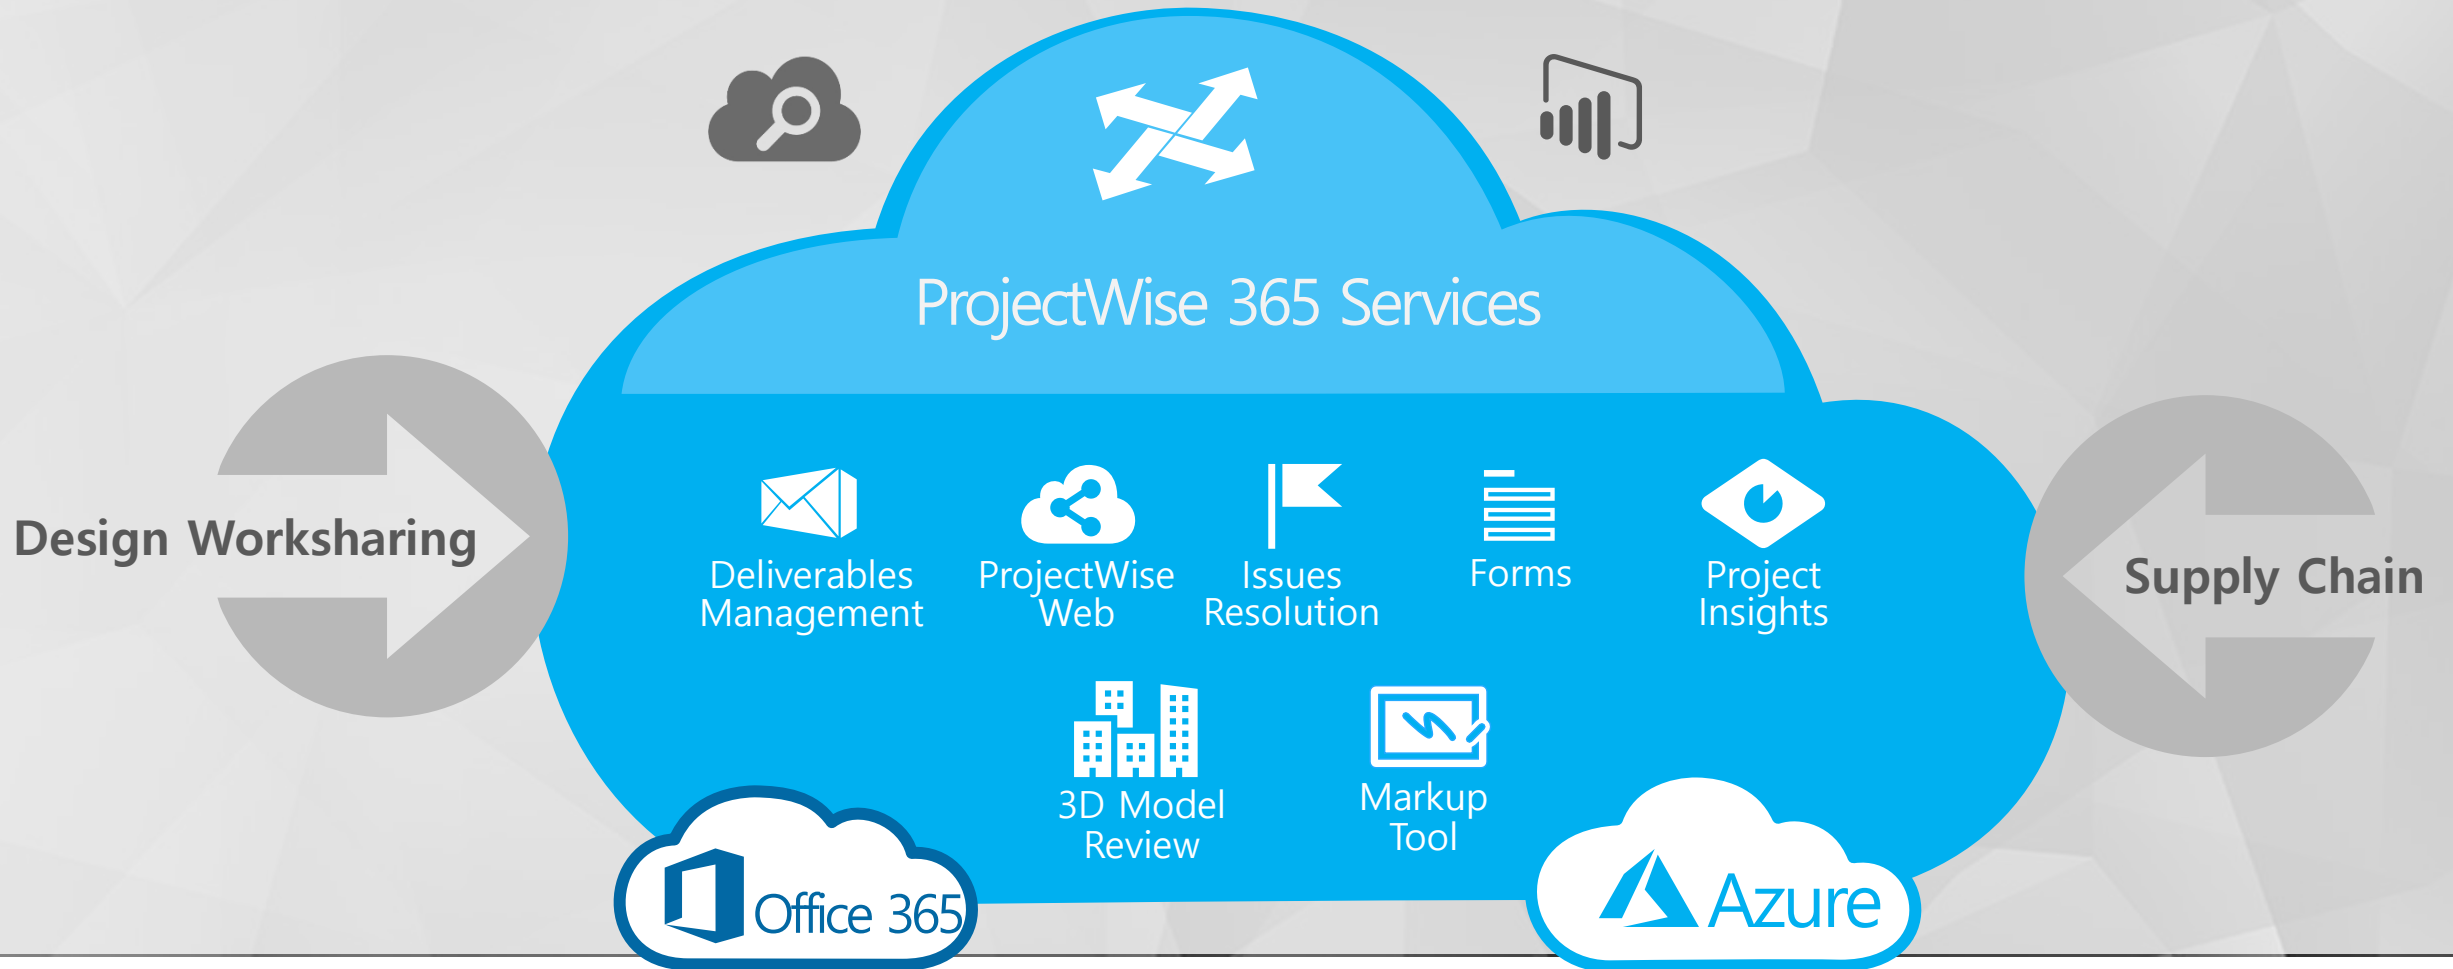 ProjectWise 365 Services
Design Worksharing
Supply Chain
Deliverables
Management
ProjectWise
Web
Issues
Resolution
Forms
Project
Insights
3D Model
Review
Markup
Tool
Office 365
Azure